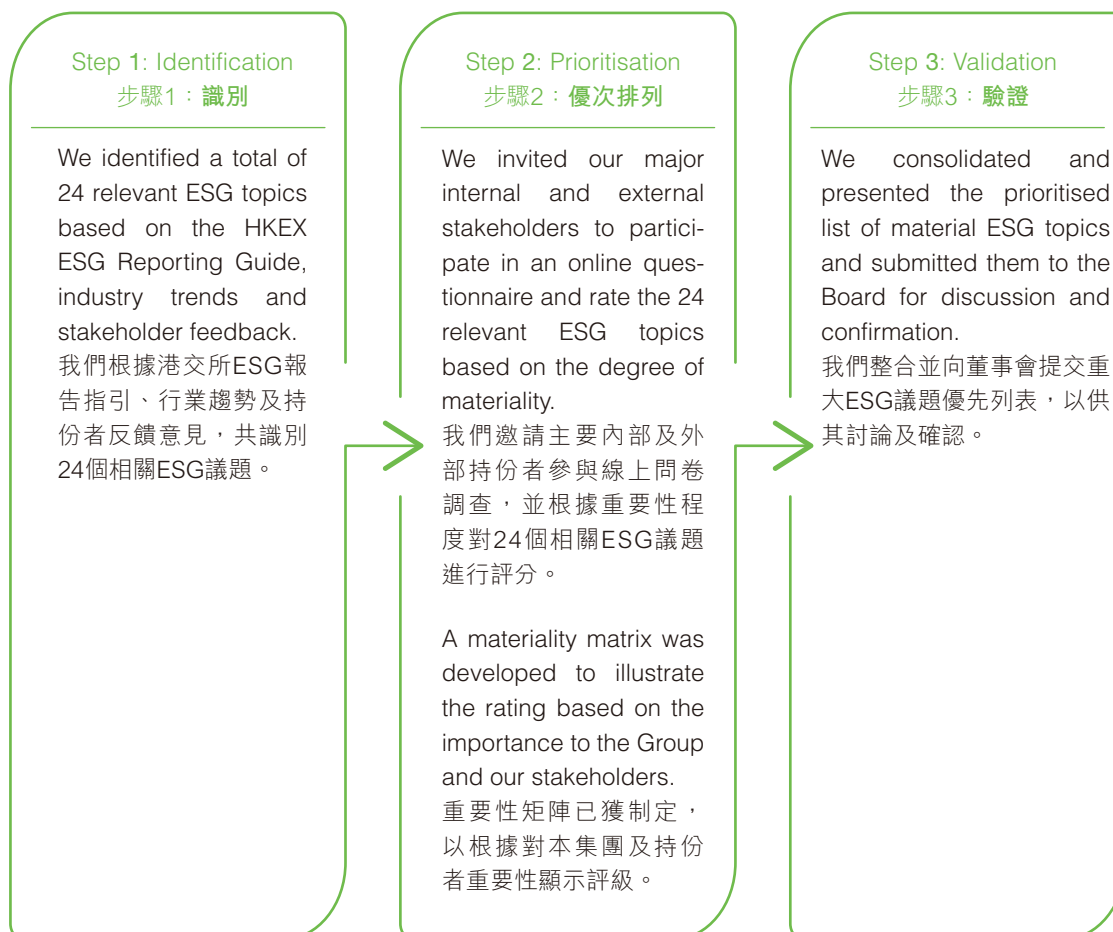 Step 1: Identification
步驟1：識別
We identified a total of
24 relevant ESG topics
based on the HKEX
ESG Reporting Guide,
industry trends and
stakeholder feedback.
我們根據港交所ESG報
告指引、行業趨勢及持
份者反饋意見，共識別
24個相關ESG議題。
Step 2: Prioritisation
步驟2：優次排列
We invited our major
internal and external
stakeholders to partici-
pate in an online ques-
tionnaire and rate the 24
relevant ESG topics
based on the degree of
materiality.
我們邀請主要內部及外
部持份者參與線上問卷
調查，並根據重要性程
度對24個相關ESG議題
進行評分。
A materiality matrix was
developed to illustrate
the rating based on the
importance to the Group
and our stakeholders.
重要性矩陣已獲制定，
以根據對本集團及持份
者重要性顯示評級。
Step 3: Validation
步驟3：驗證
We consolidated and
presented the prioritised
list of material ESG topics
and submitted them to the
Board for discussion and
confirmation.
我們整合並向董事會提交重
大ESG議題優先列表，以供
其討論及確認。